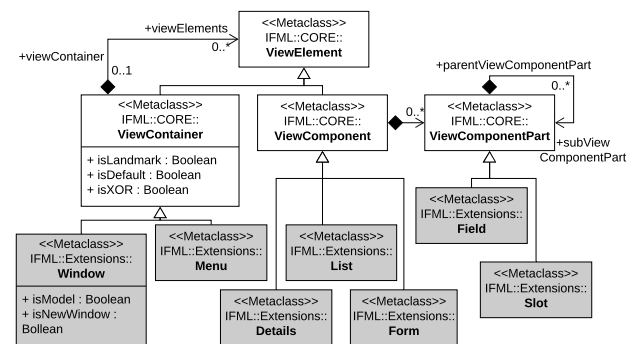 <<Metaclass>>
IFML::CORE::
ViewElement
+viewElements
0..*
+viewContainer
0..1
<<Metaclass>>
IFML::CORE::
ViewContainer
+ isLandmark : Boolean
+ isDefault : Boolean
+ isXOR : Boolean
<<Metaclass>>
IFML::CORE::
ViewComponent
0..*
+parentViewComponentPart
0..*
<<Metaclass>>
IFML::CORE::
ViewComponentPart
+subView
ComponentPart
<<Metaclass>>
IFML::Extensions::
Window
+ isModel : Boolean
+ isNewWindow :
Bollean
<<Metaclass>>
IFML::Extensions::
Menu
<<Metaclass>>
IFML::Extensions::
List
<<Metaclass>>
IFML::Extensions::
Details
<<Metaclass>>
IFML::Extensions::
Form
<<Metaclass>>
IFML::Extensions::
Field
<<Metaclass>>
IFML::Extensions::
Slot